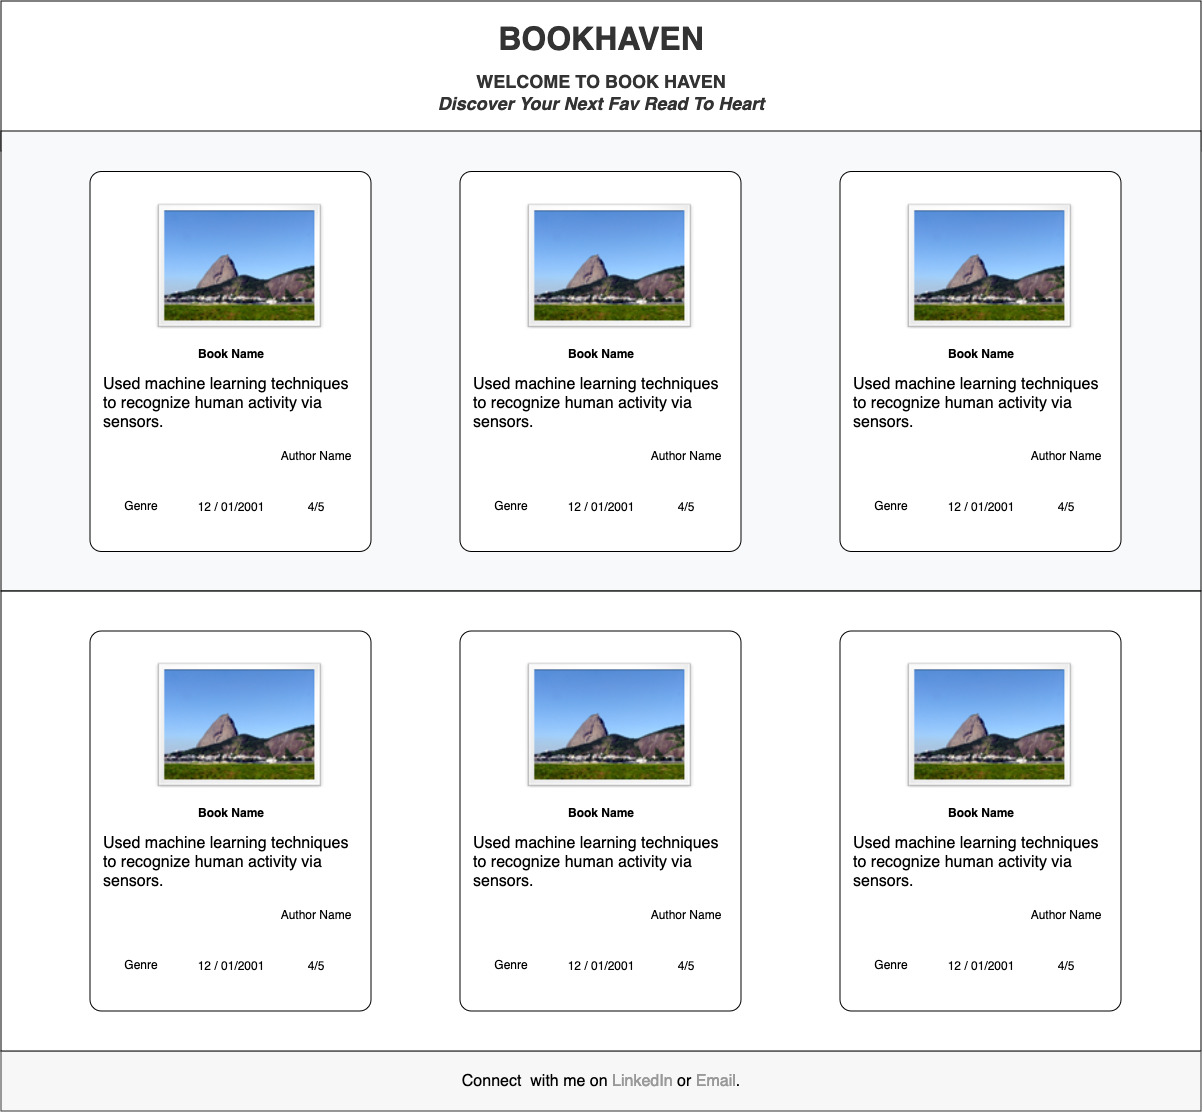 BOOKHAVEN
WELCOME TO BOOK HAVEN
Discover Your Next Fav Read To Heart
Book Name
Used machine learning techniques
to recognize human activity via
sensors.
Author Name
Genre 12 / 01/2001 4/5
Book Name
Used machine learning techniques
to recognize human activity via
sensors.
Author Name
Genre 12 / 01/2001 4/5
Book Name
Used machine learning techniques
to recognize human activity via
sensors.
Author Name
Genre 12 / 01/2001 4/5
Book Name
Used machine learning techniques
to recognize human activity via
sensors.
Author Name
Genre 12 / 01/2001 4/5
Book Name
Used machine learning techniques
to recognize human activity via
sensors.
Author Name
Genre 12 / 01/2001 4/5
Book Name
Used machine learning techniques
to recognize human activity via
sensors.
Author Name
Genre 12 / 01/2001 4/5
Connect  with me on LinkedIn or Email.